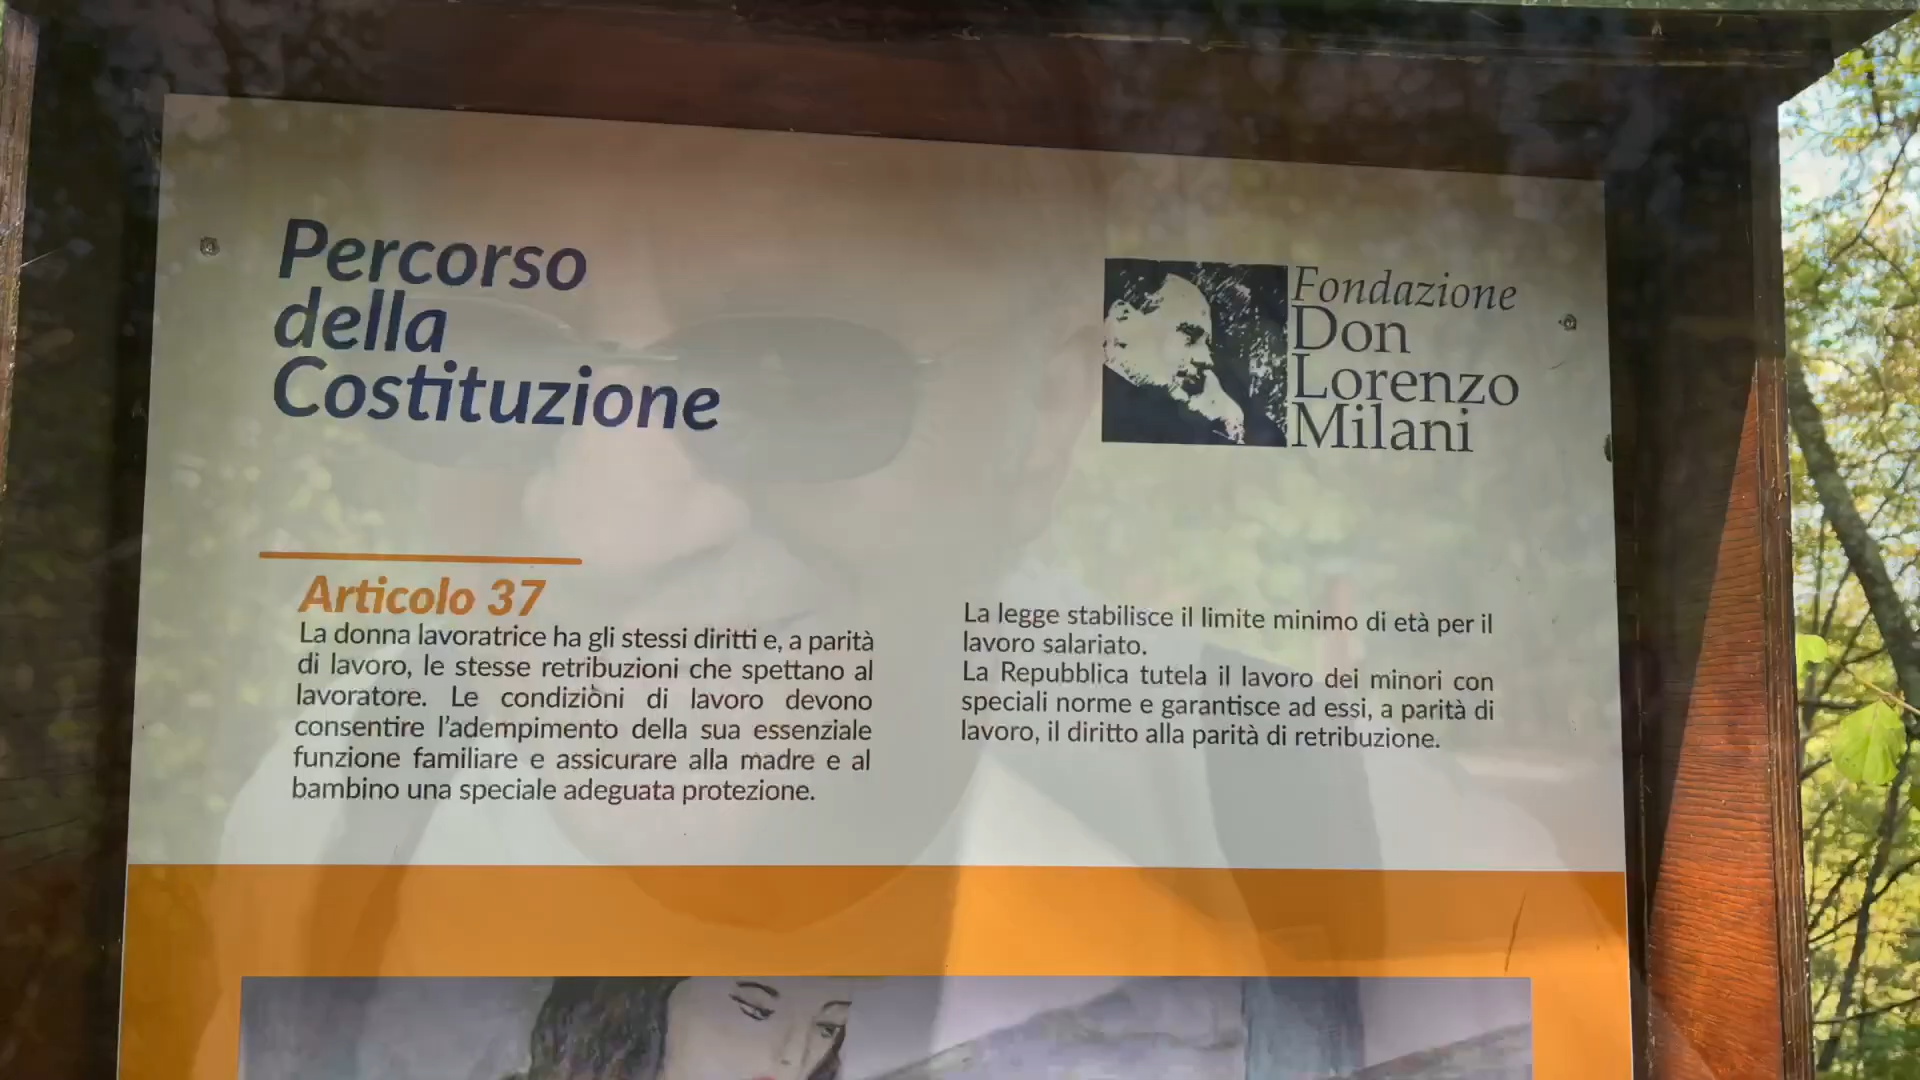 Percorso
della
Costituzione
Fondazione
Don
Lorenzo
Milani
Articolo 37
La donna lavoratrice ha gli stessi diritti e, a parità
di lavoro, le stesse retribuzioni che spettano al
lavoratore. Le condizioni di lavoro devono
consentire l'adempimento della sua essenziale
funzione familiare e assicurare alla madre e al
bambino una speciale adeguata protezione.
La legge stabilisce il limite minimo di età per il
lavoro salariato.
La Repubblica tutela il lavoro dei minori con
speciali norme e garantisce ad essi, a parità di
lavoro, il diritto alla parità di retribuzione.